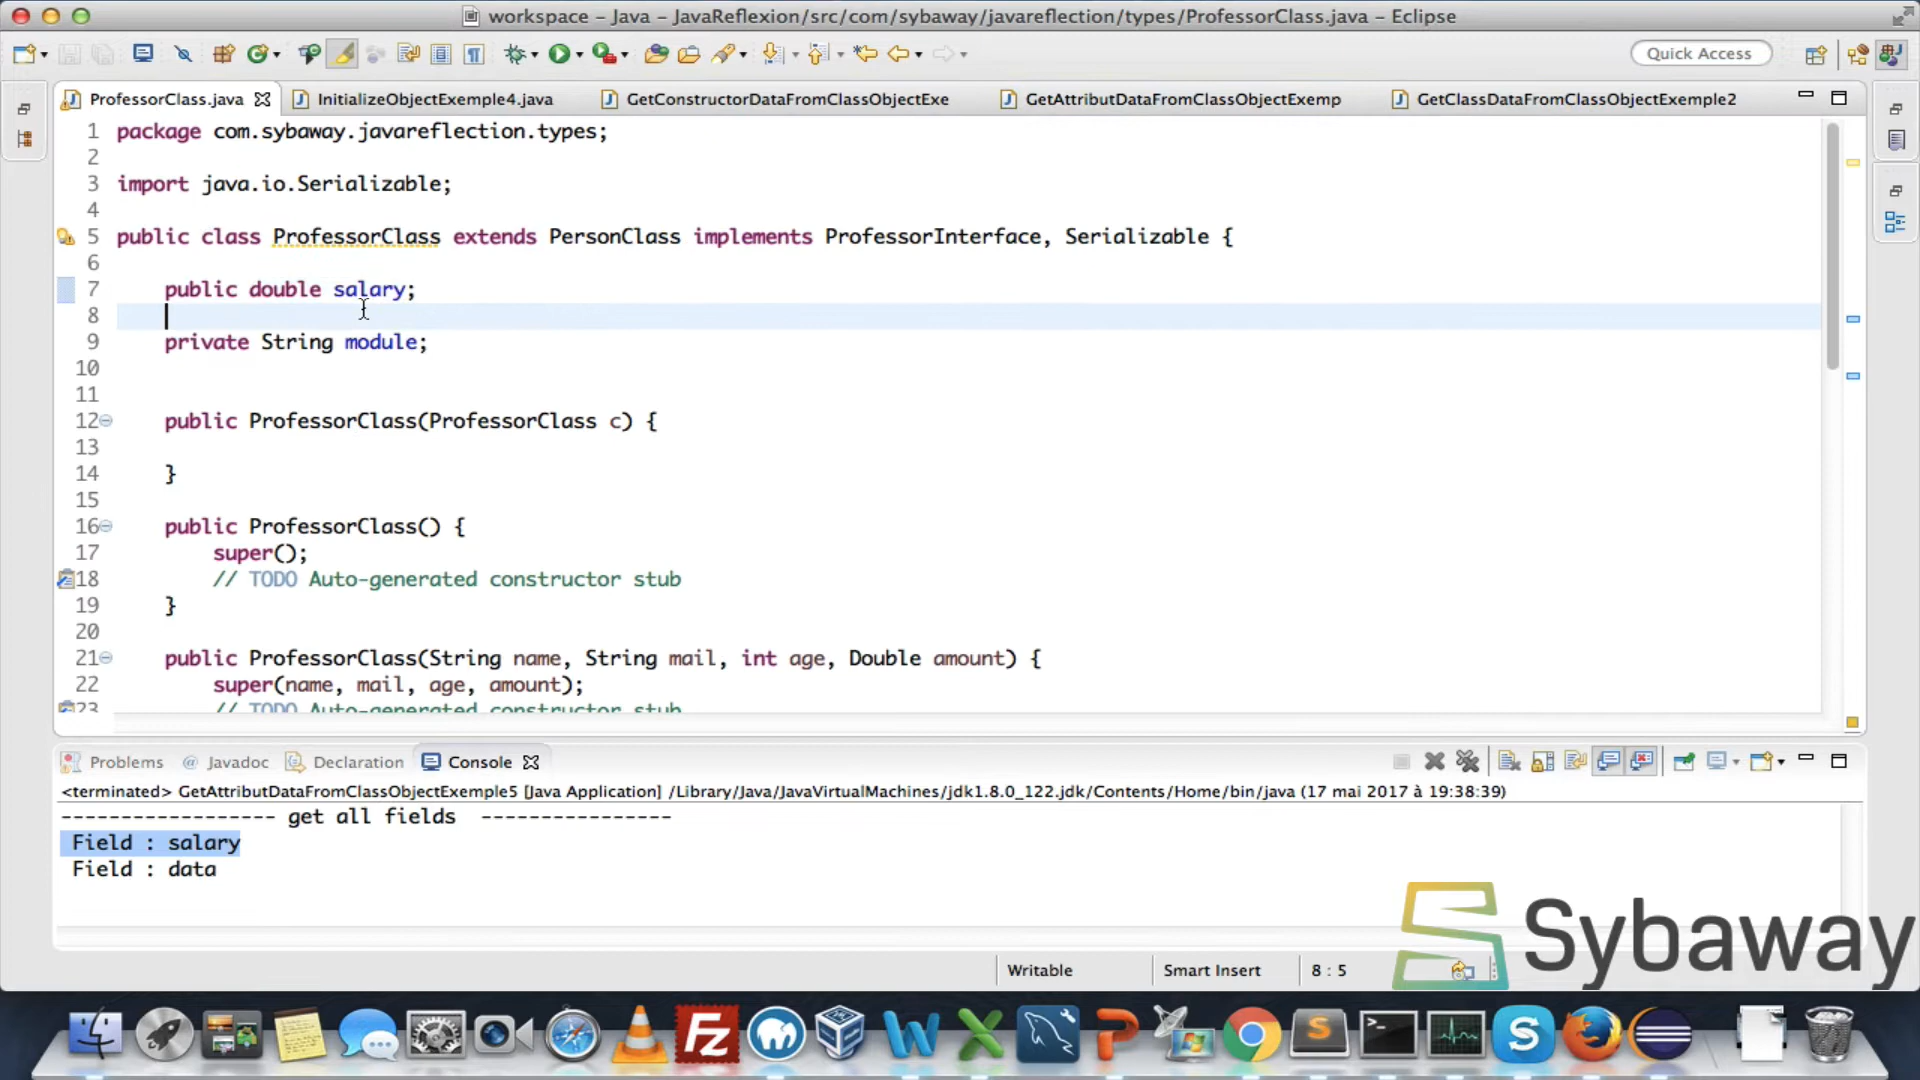 workspace – Java – JavaReflexion/src/com/sybaway/javareflection/types/ProfessorClass.java – Eclipse
Quick Access
ProfessorClass.java
InitializeObjectExemple4.java
GetConstructorDataFromClassObjectExe
GetAttributDataFromClassObjectExemp
GetClassDataFromClassObjectExemple2
1 package com.sybaway.javareflection.types;
2
3 import java.io.Serializable;
4
5 public class ProfessorClass extends PersonClass implements ProfessorInterface, Serializable {
6
7 public double salary;
8
9 private String module;
10
11
12 public ProfessorClass(ProfessorClass c) {
13
14 }
15
16 public ProfessorClass() {
17 super();
18 // TODO Auto-generated constructor stub
19 }
20
21 public ProfessorClass(String name, String mail, int age, Double amount) {
22 super(name, mail, age, amount);
23 // TODO Auto-generated constructor stub
Problems @ Javadoc Declaration Console
<terminated> GetAttributDataFromClassObjectExemple5 [Java Application] /Library/Java/JavaVirtualMachines/jdk1.8.0_122.jdk/Contents/Home/bin/java (17 mai 2017 à 19:38:39)
------------------ get all fields ----------------
Field : salary
Field : data
Sybaway
Writable
Smart Insert
8 : 5